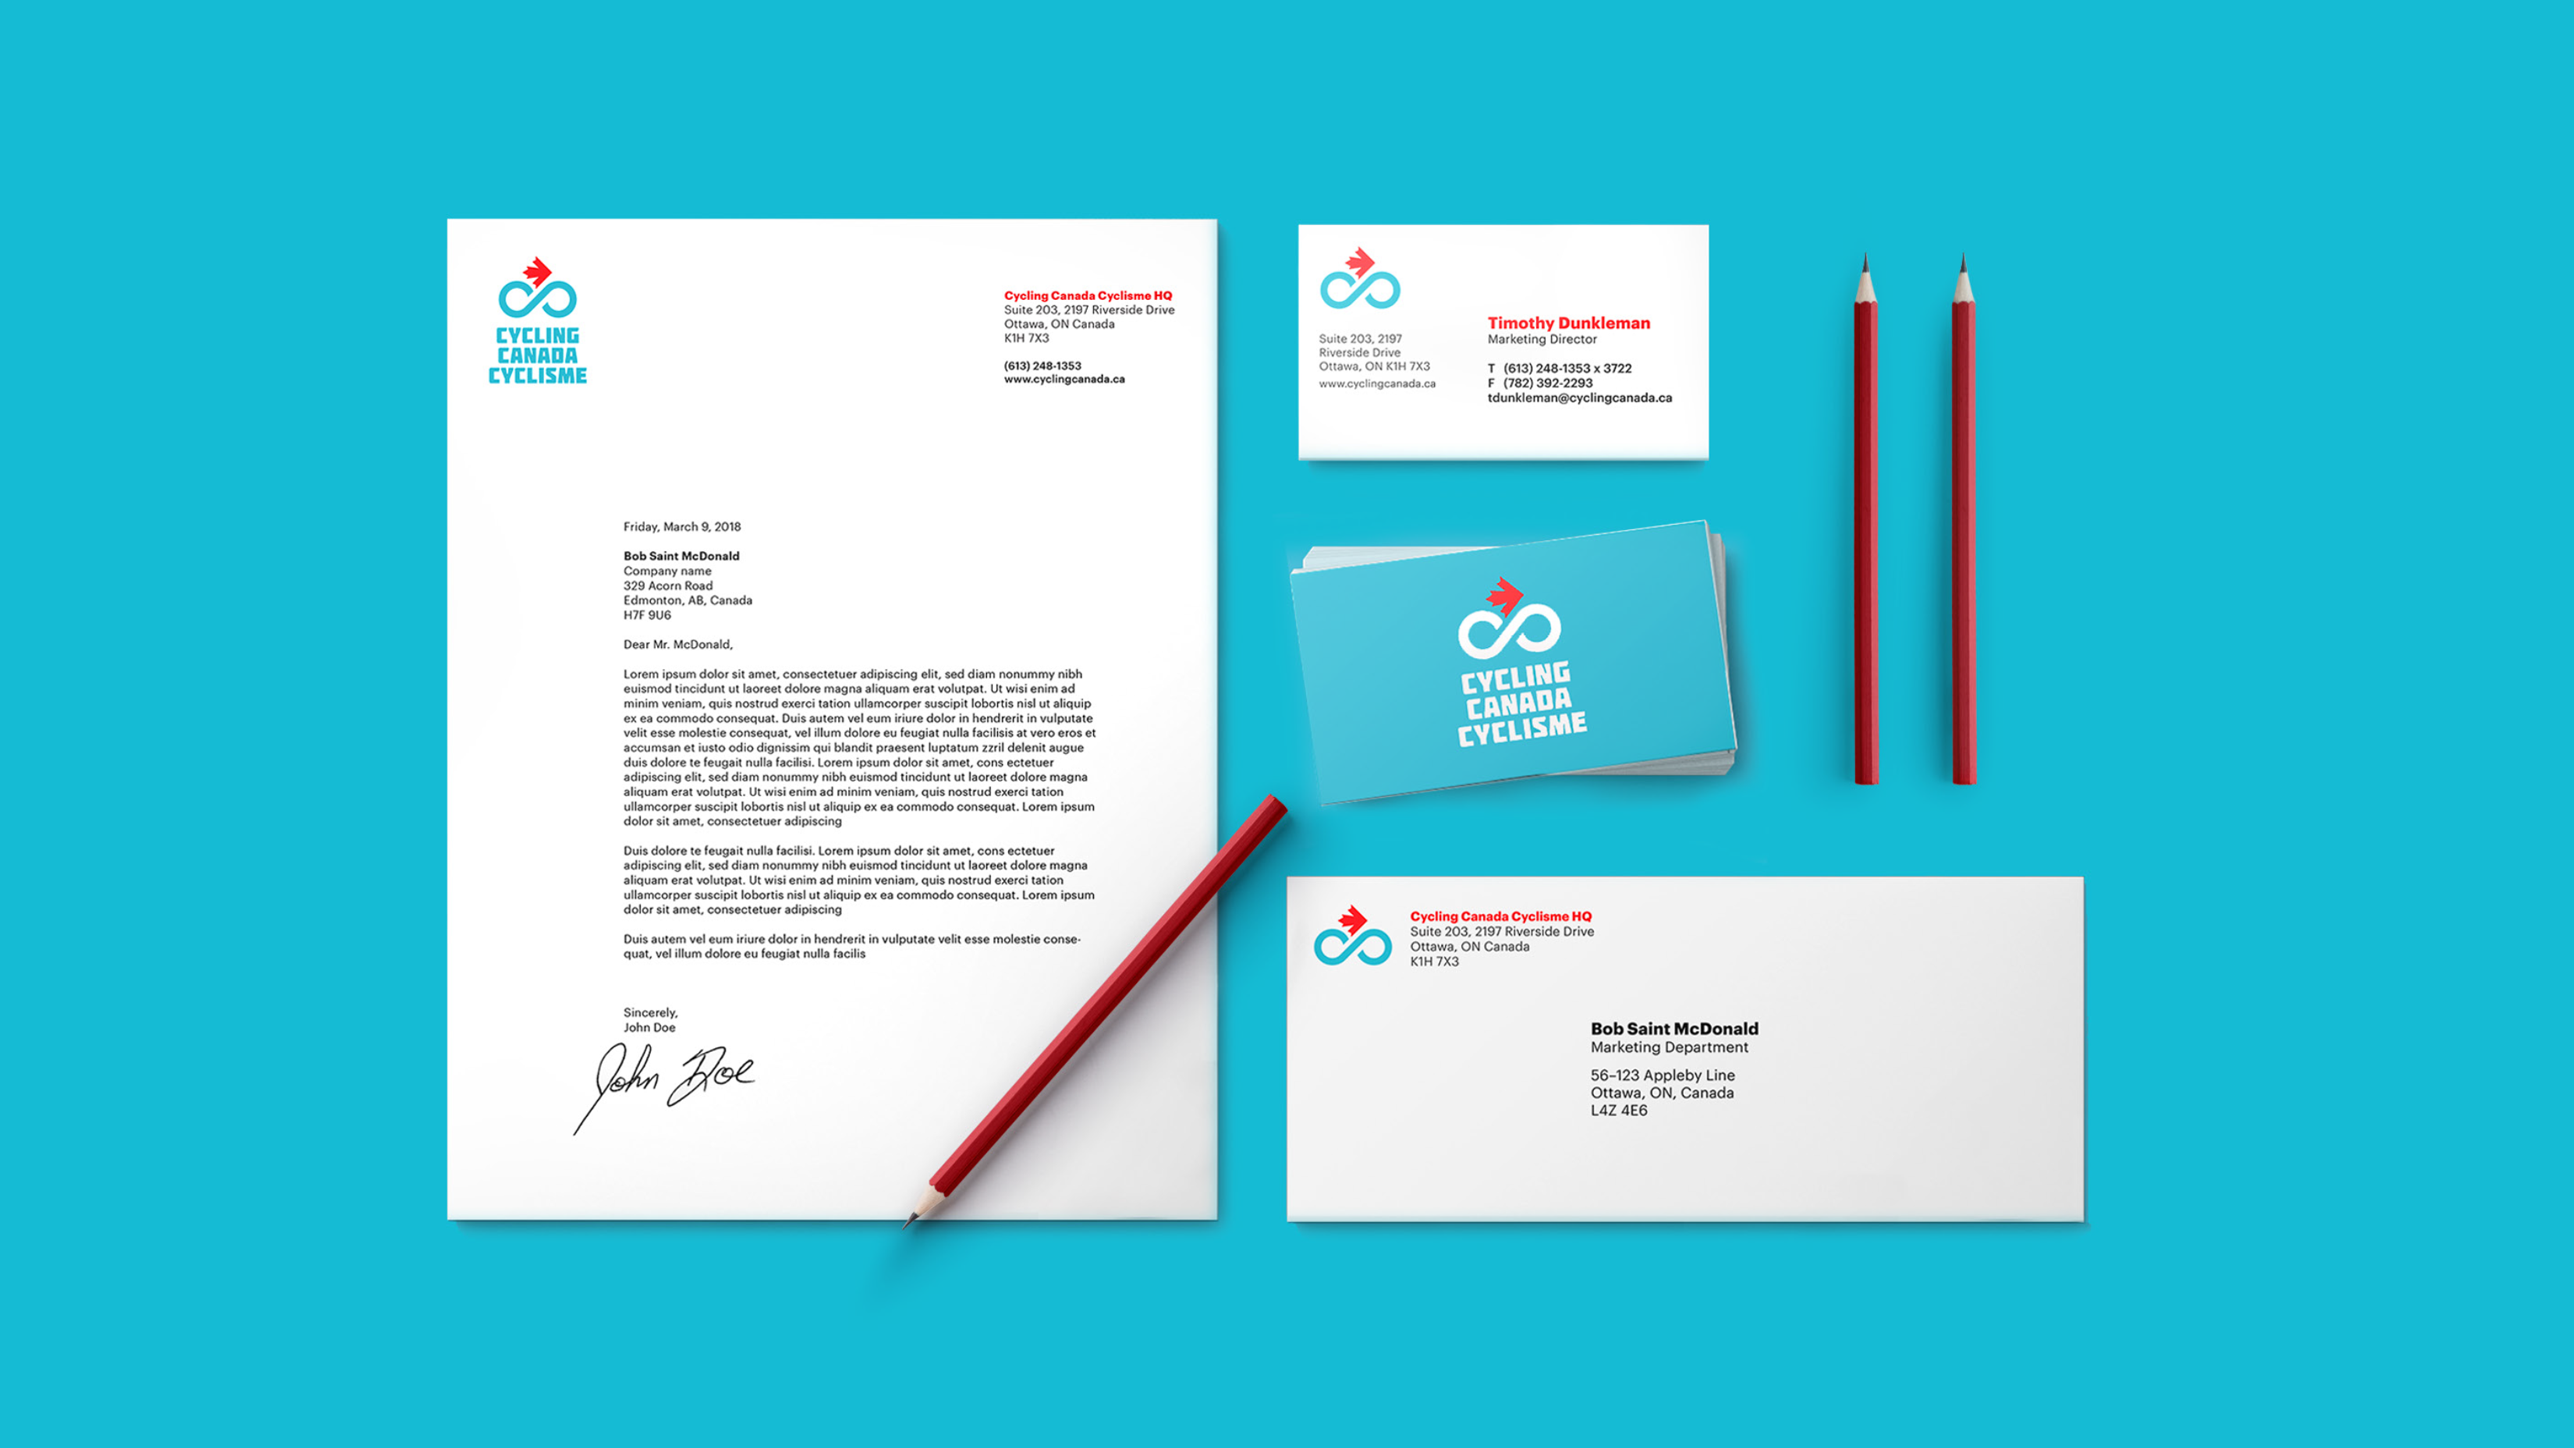 CYCLING
CANADA
CYCLISME
Cycling Canada Cyclisme HQ
Suite 203, 2197 Riverside Drive
Ottawa, ON Canada
K1H 7X3
(613) 248-1353
www.cyclingcanada.ca
Friday, March 9, 2018
Bob Saint McDonald
Company name
329 Acorn Road
Edmonton, AB, Canada
H7F 9U6
Dear Mr. McDonald,
Lorem ipsum dolor sit amet, consectetuer adipiscing elit, sed diam nonummy nibh
euismod tincidunt ut laoreet dolore magna aliquam erat volutpat. Ut wisi enim ad
minim veniam, quis nostrud exerci tation ullamcorper suscipit lobortis nisl ut aliquip
ex ea commodo consequat. Duis autem vel eum iriure dolor in hendrerit in vulputate
velit esse molestie consequat, vel illum dolore eu feugiat nulla facilisis at vero eros et
accumsan et iusto odio dignissim qui blandit praesent luptatum zzril delenit augue
duis dolore te feugait nulla facilisi. Lorem ipsum dolor sit amet, cons ectetuer
adipiscing elit, sed diam nonummy nibh euismod tincidunt ut laoreet dolore magna
aliquam erat volutpat. Ut wisi enim ad minim veniam, quis nostrud exerci tation
ullamcorper suscipit lobortis nisl ut aliquip ex ea commodo consequat. Lorem ipsum
dolor sit amet, consectetuer adipiscing
Duis dolore te feugait nulla facilisi. Lorem ipsum dolor sit amet, cons ectetuer
adipiscing elit, sed diam nonummy nibh euismod tincidunt ut laoreet dolore magna
aliquam erat volutpat. Ut wisi enim ad minim veniam, quis nostrud exerci tation
ullamcorper suscipit lobortis nisl ut aliquip ex ea commodo consequat. Lorem ipsum
dolor sit amet, consectetuer adipiscing
Duis autem vel eum iriure dolor in hendrerit in vulputate velit esse molestie conse-
quat, vel illum dolore eu feugiat nulla facilis
Sincerely,
John Doe
John Doe
Suite 203, 2197
Riverside Drive
Ottawa, ON K1H 7X3
www.cyclingcanada.ca
Timothy Dunkleman
Marketing Director
T (613) 248-1353 x 3722
F (782) 392-2293
tdunkleman@cyclingcanada.ca
CYCLING
CANADA
CYCLISME
Cycling Canada Cyclisme HQ
Suite 203, 2197 Riverside Drive
Ottawa, ON Canada
K1H 7X3
Bob Saint McDonald
Marketing Department
56–123 Appleby Line
Ottawa, ON, Canada
L4Z 4E6